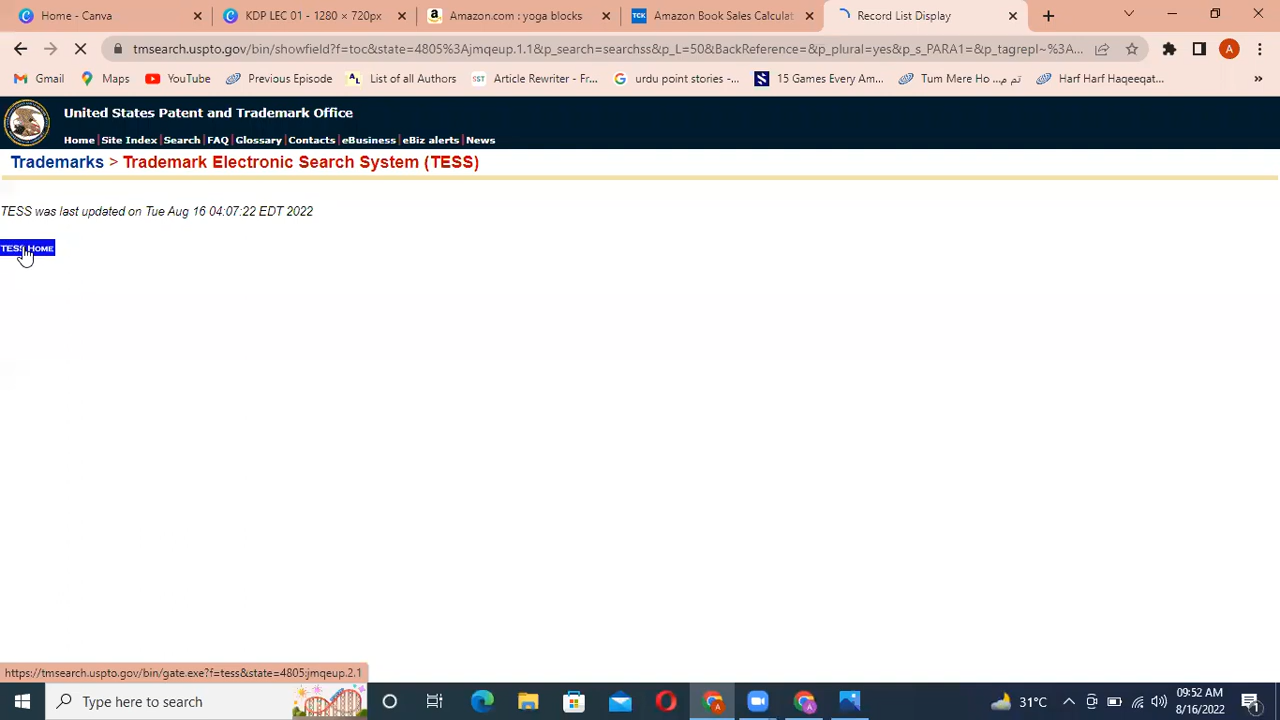 Home - Canva
KDP LEC 01 - 1280 × 720px
Amazon.com : yoga blocks
TCK Amazon Book Sales Calculat
Record List Display
tmsearch.uspto.gov/bin/showfield?f=toc&state=4805%3Ajmqeup.1.1&p_search=searchss&p_L=50&BackReference=&p_plural=yes&p_s_PARA1=&p_tagrepl~%3A...
A
Gmail
Maps
YouTube
Previous Episode
List of all Authors
SST Article Rewriter - Fr...
urdu point stories -...
15 Games Every Am...
Tum Mere Ho ...تم م
Harf Harf Haqeeqat...
»
United States Patent and Trademark Office
Home | Site Index | Search | FAQ | Glossary | Contacts | eBusiness | eBiz alerts | News
Trademarks > Trademark Electronic Search System (TESS)
TESS was last updated on Tue Aug 16 04:07:22 EDT 2022
TESS HOME
https://tmsearch.uspto.gov/bin/gate.exe?f=tess&state=4805:jmqeup.2.1
Type here to search
31°C
09:52 AM
8/16/2022
1